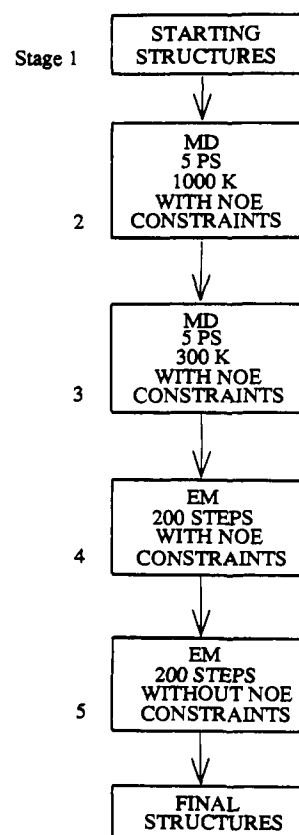 Stage 1
STARTING
STRUCTURES
2
MD
5 PS
1000 K
WITH NOE
CONSTRAINTS
3
MD
5 PS
300 K
WITH NOE
CONSTRAINTS
4
EM
200 STEPS
WITH NOE
CONSTRAINTS
5
EM
200 STEPS
WITHOUT NOE
CONSTRAINTS
FINAL
STRUCTURES